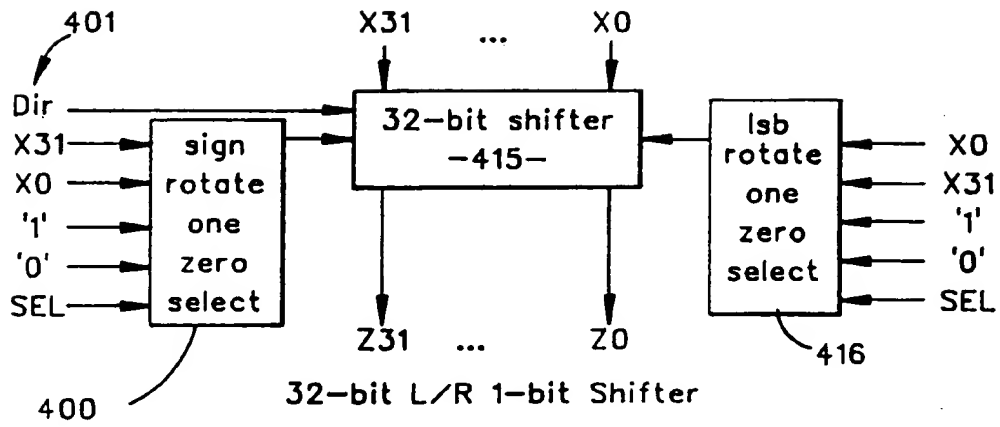 401
X31 ... X0
Dir
32-bit shifter
-415-
X31
X0
'1'
'0'
SEL
sign
rotate
one
zero
select
lsb
rotate
one
zero
select
X0
X31
'1'
'0'
SEL
Z31 ... Z0
400
416
32-bit L/R 1-bit Shifter